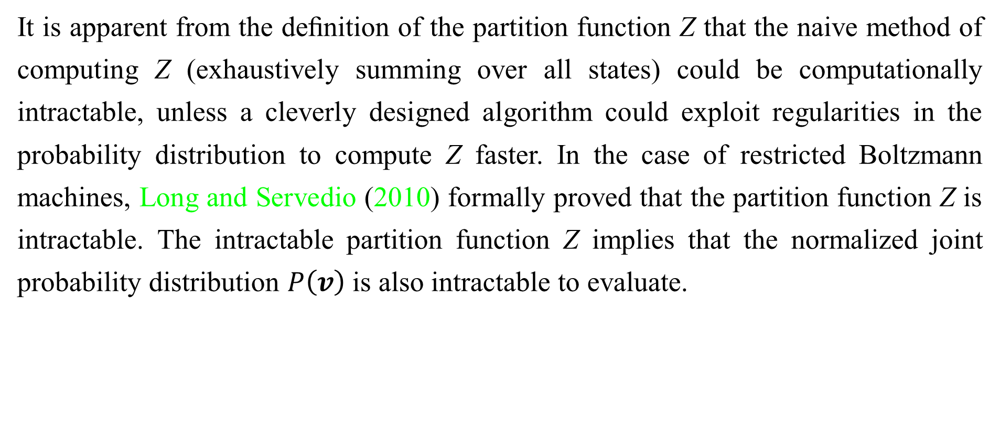 It is apparent from the definition of the partition function Z that the naive method of
computing Z (exhaustively summing over all states) could be computationally
intractable, unless a cleverly designed algorithm could exploit regularities in the
probability distribution to compute Z faster. In the case of restricted Boltzmann
machines, Long and Servedio (2010) formally proved that the partition function Z is
intractable. The intractable partition function Z implies that the normalized joint
probability distribution P(v) is also intractable to evaluate.